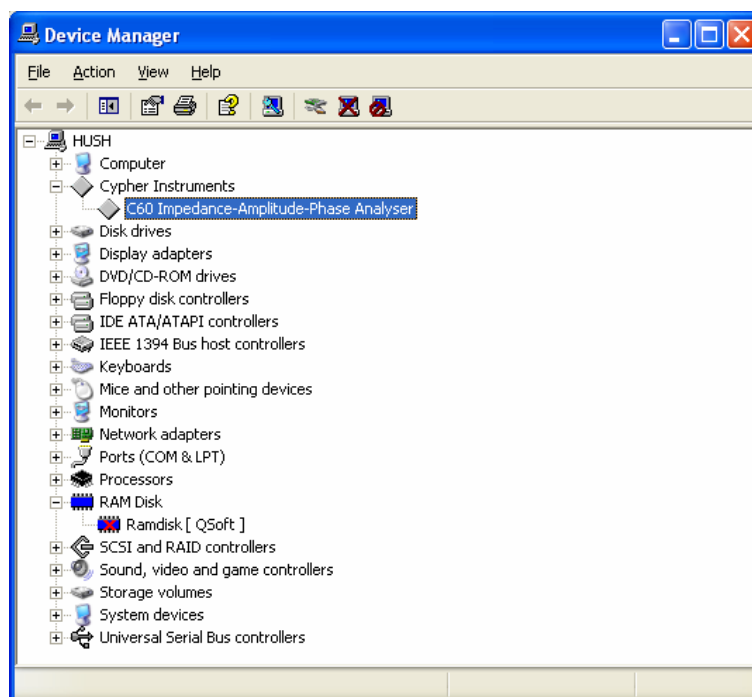 Device Manager
File Action View Help
HUSH
Computer
Cypher Instruments
C60 Impedance-Amplitude-Phase Analyser
Disk drives
Display adapters
DVD/CD-ROM drives
Floppy disk controllers
IDE ATA/ATAPI controllers
IEEE 1394 Bus host controllers
Keyboards
Mice and other pointing devices
Monitors
Network adapters
Ports (COM & LPT)
Processors
RAM Disk
Ramdisk [ QSoft ]
SCSI and RAID controllers
Sound, video and game controllers
Storage volumes
System devices
Universal Serial Bus controllers